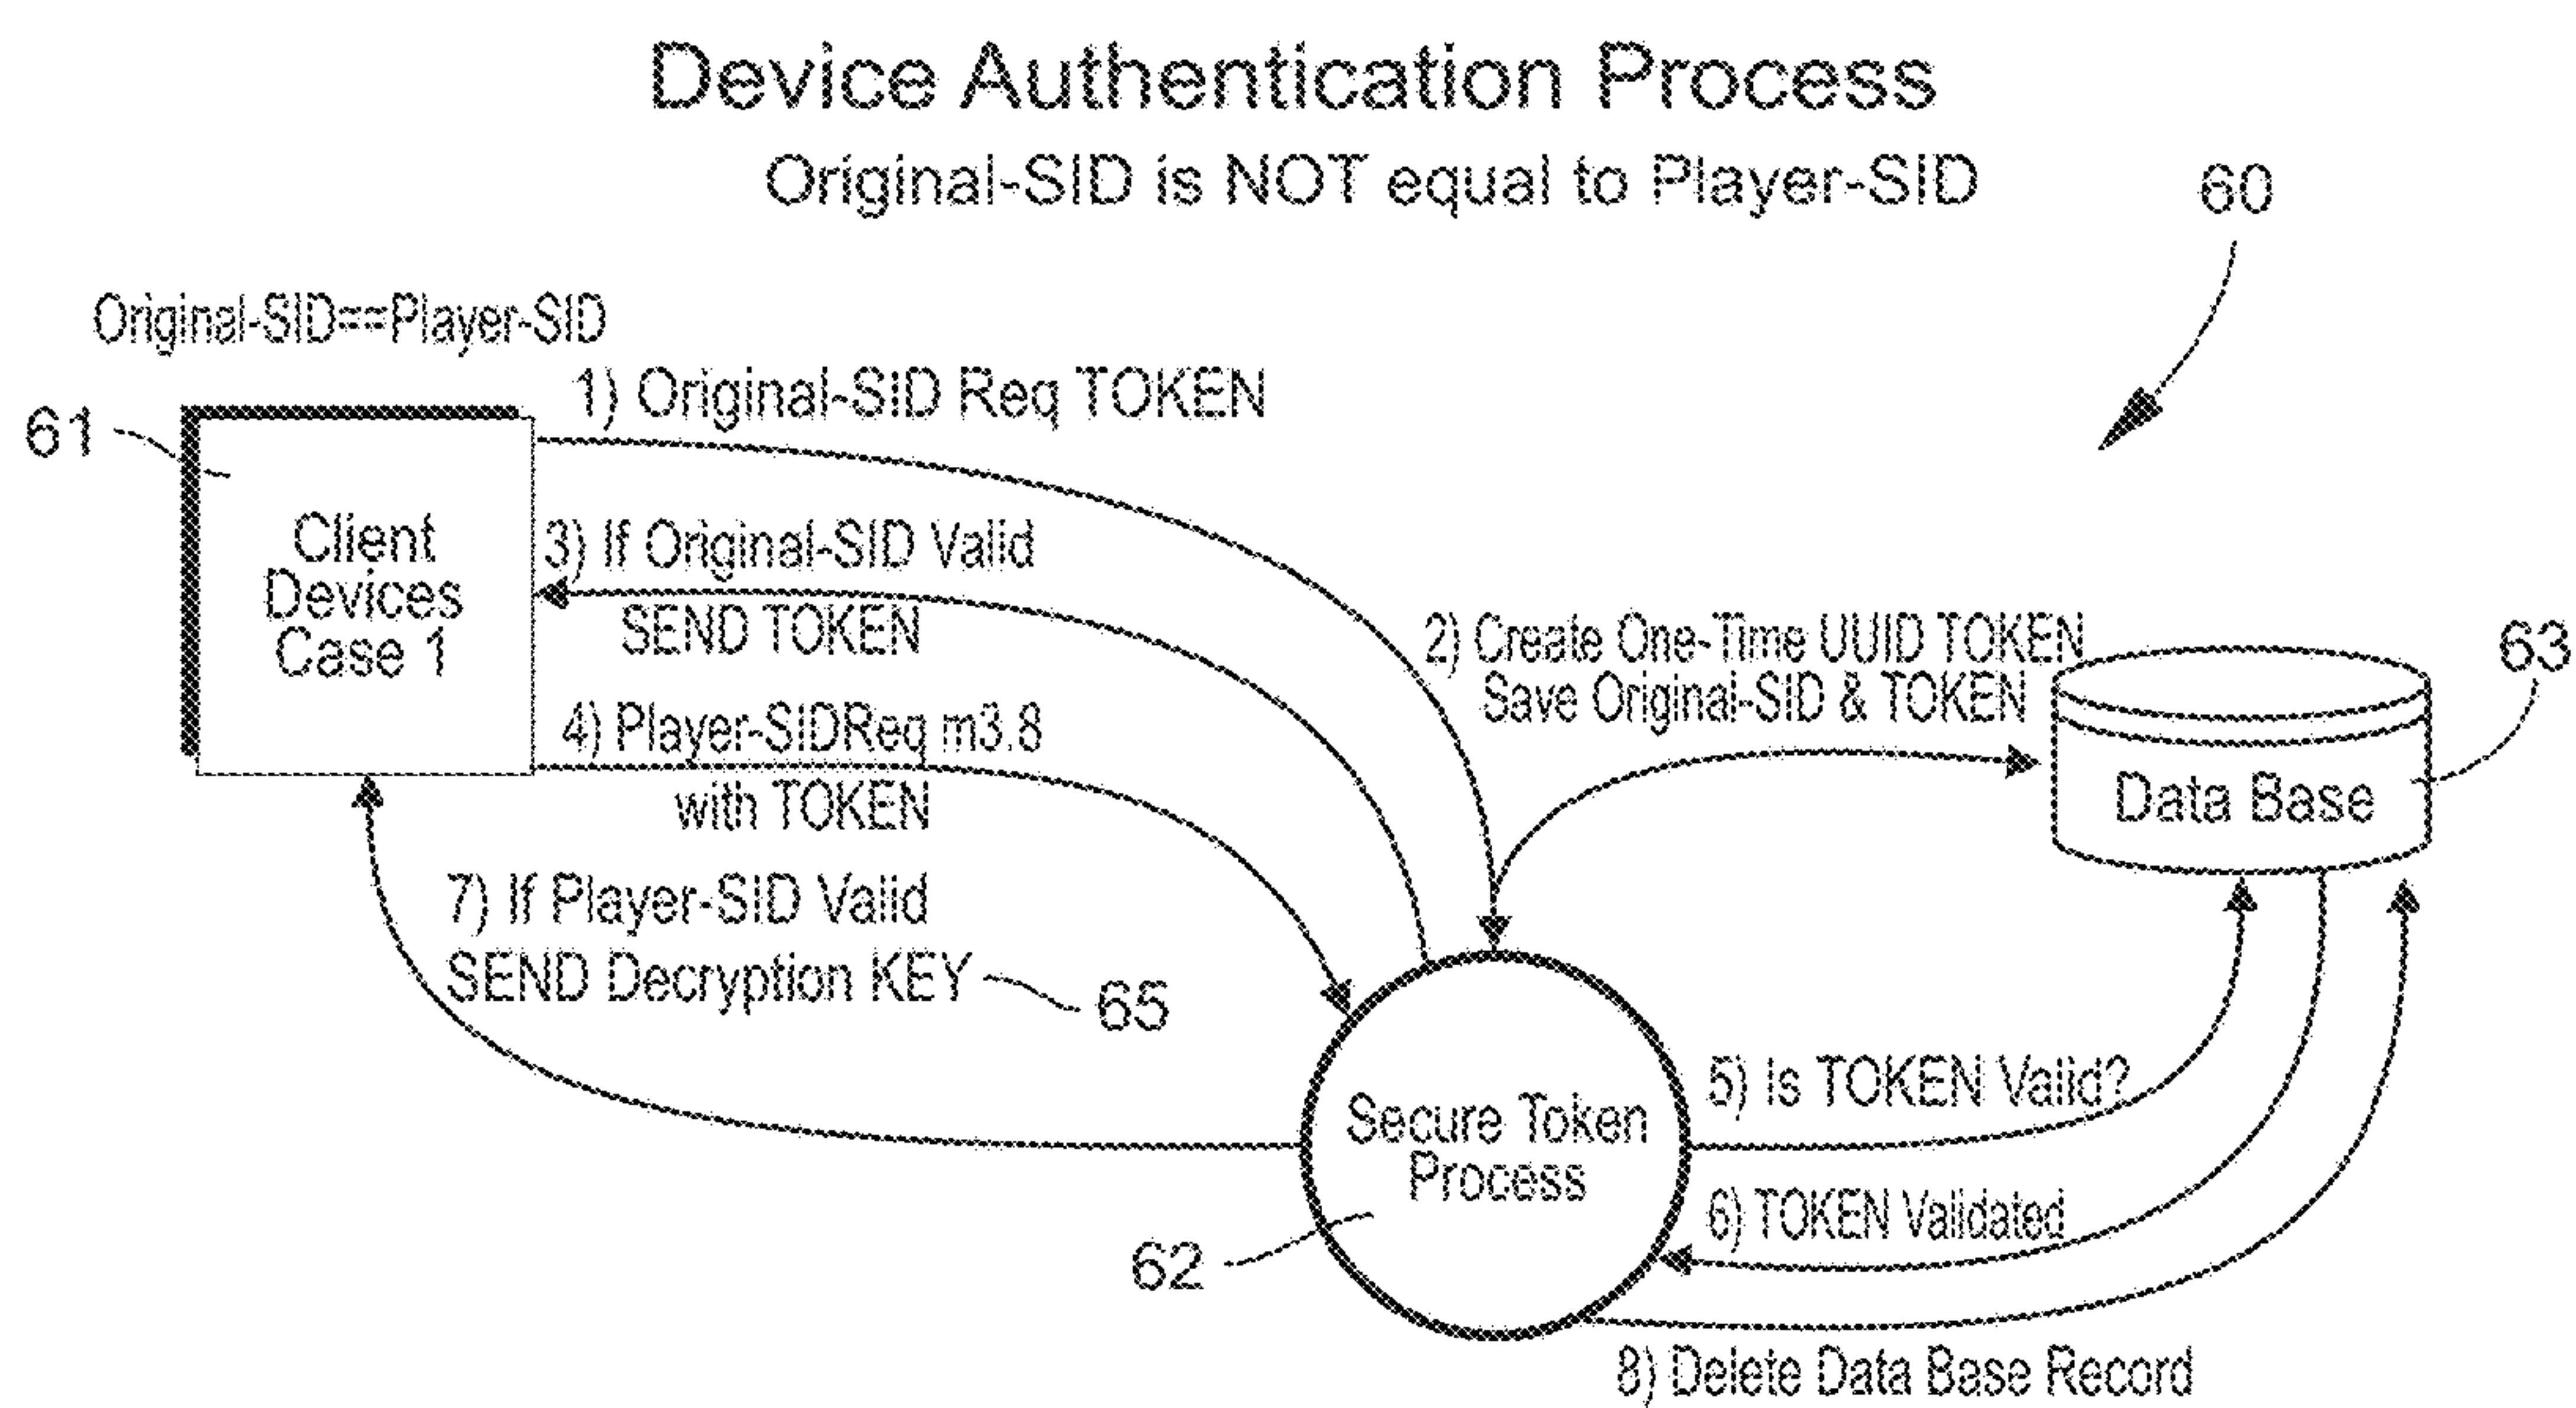 Device Authentication Process
Original-SID is NOT equal to Player-SID
60
Original-SID==Player-SID
61
1) Original-SID Req TOKEN
Client
Devices
Case 1
3) If Original-SID Valid
SEND TOKEN
2) Create One-Time UUID TOKEN
Save Original-SID & TOKEN
63
4) Player-SIDReq m3.8
with TOKEN
Data Base
7) If Player-SID Valid
SEND Decryption KEY
65
5) Is TOKEN Valid?
Secure Token
Process
6) TOKEN Validated
62
8) Delete Data Base Record